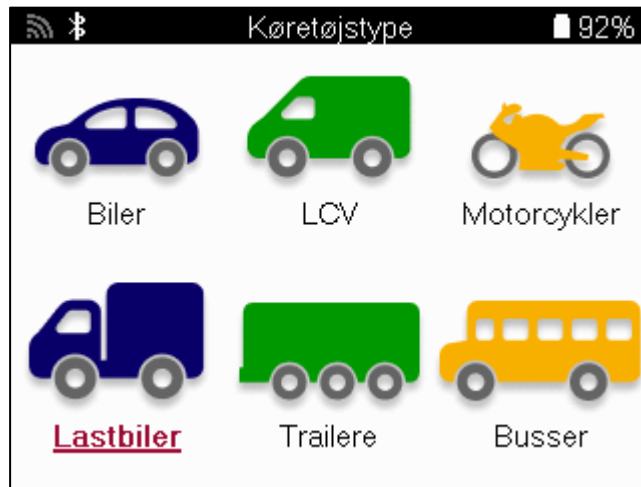 Køretøjstype 92%
Biler LCV Motorcykler
Lastbiler Trailere Busser